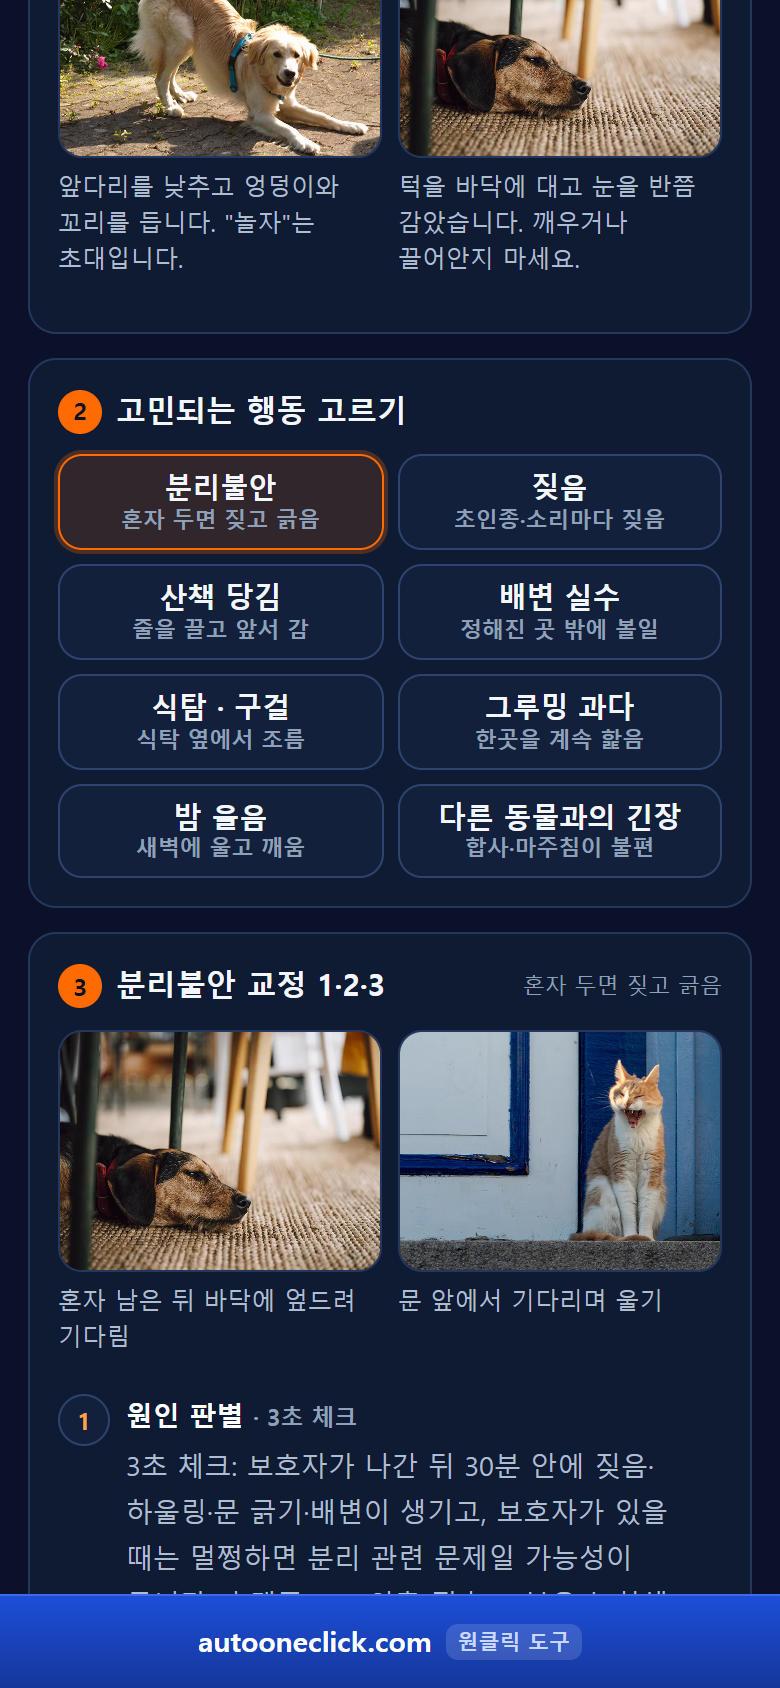 앞다리를 낮추고 엉덩이와
꼬리를 듭니다. "놀자"는
초대입니다.
턱을 바닥에 대고 눈을 반쯤
감았습니다. 깨우거나
끌어안지 마세요.
2 고민되는 행동 고르기
분리불안
혼자 두면 짖고 긁음
짖음
초인종·소리마다 짖음
산책 당김
줄을 끌고 앞서 감
배변 실수
정해진 곳 밖에 볼일
식탐 · 구걸
식탁 옆에서 조름
그루밍 과다
한곳을 계속 핥음
밤 울음
새벽에 울고 깨움
다른 동물과의 긴장
합사·마주침이 불편
3 분리불안 교정 1·2·3
혼자 두면 짖고 긁음
혼자 남은 뒤 바닥에 엎드려
기다림
문 앞에서 기다리며 울기
1 원인 판별 · 3초 체크
3초 체크: 보호자가 나간 뒤 30분 안에 짖음·
하울링·문 긁기·배변이 생기고, 보호자가 있을
때는 멀쩡하면 분리 관련 문제일 가능성이
autooneclick.com 원클릭 도구